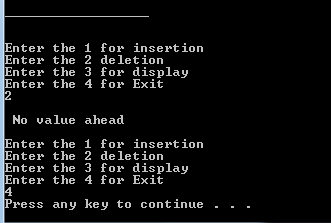 Enter the 1 for insertion
Enter the 2 deletion
Enter the 3 for display
Enter the 4 for Exit
2
No value ahead
Enter the 1 for insertion
Enter the 2 deletion
Enter the 3 for display
Enter the 4 for Exit
4
Press any key to continue . . .